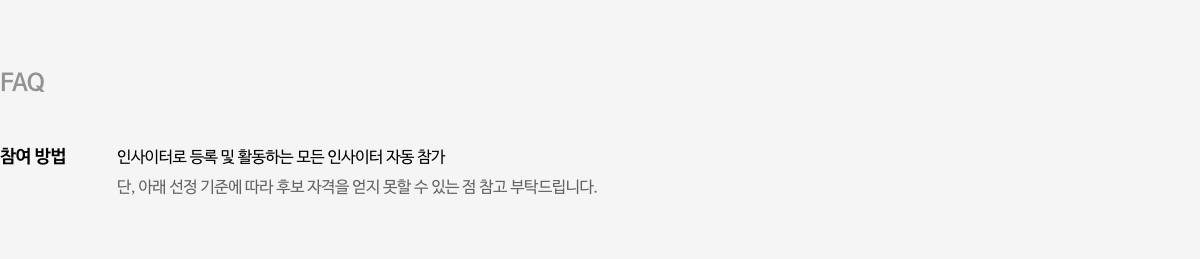 FAQ
참여 방법 인사이터로 등록 및 활동하는 모든 인사이터 자동 참가
단, 아래 선정 기준에 따라 후보 자격을 얻지 못할 수 있는 점 참고 부탁드립니다.